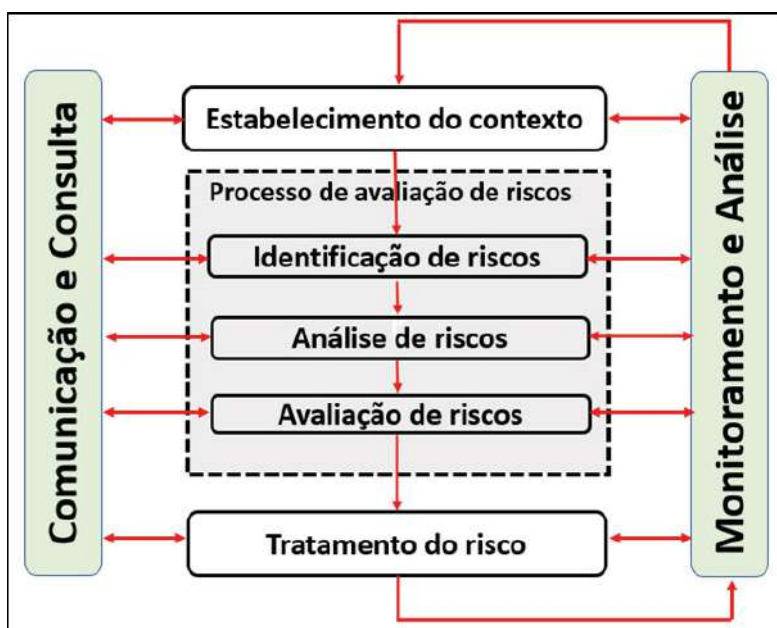 Comunicação e Consulta
Estabelecimento do contexto
Processo de avaliação de riscos
Identificação de riscos
Análise de riscos
Avaliação de riscos
Tratamento do risco
Monitoramento e Análise